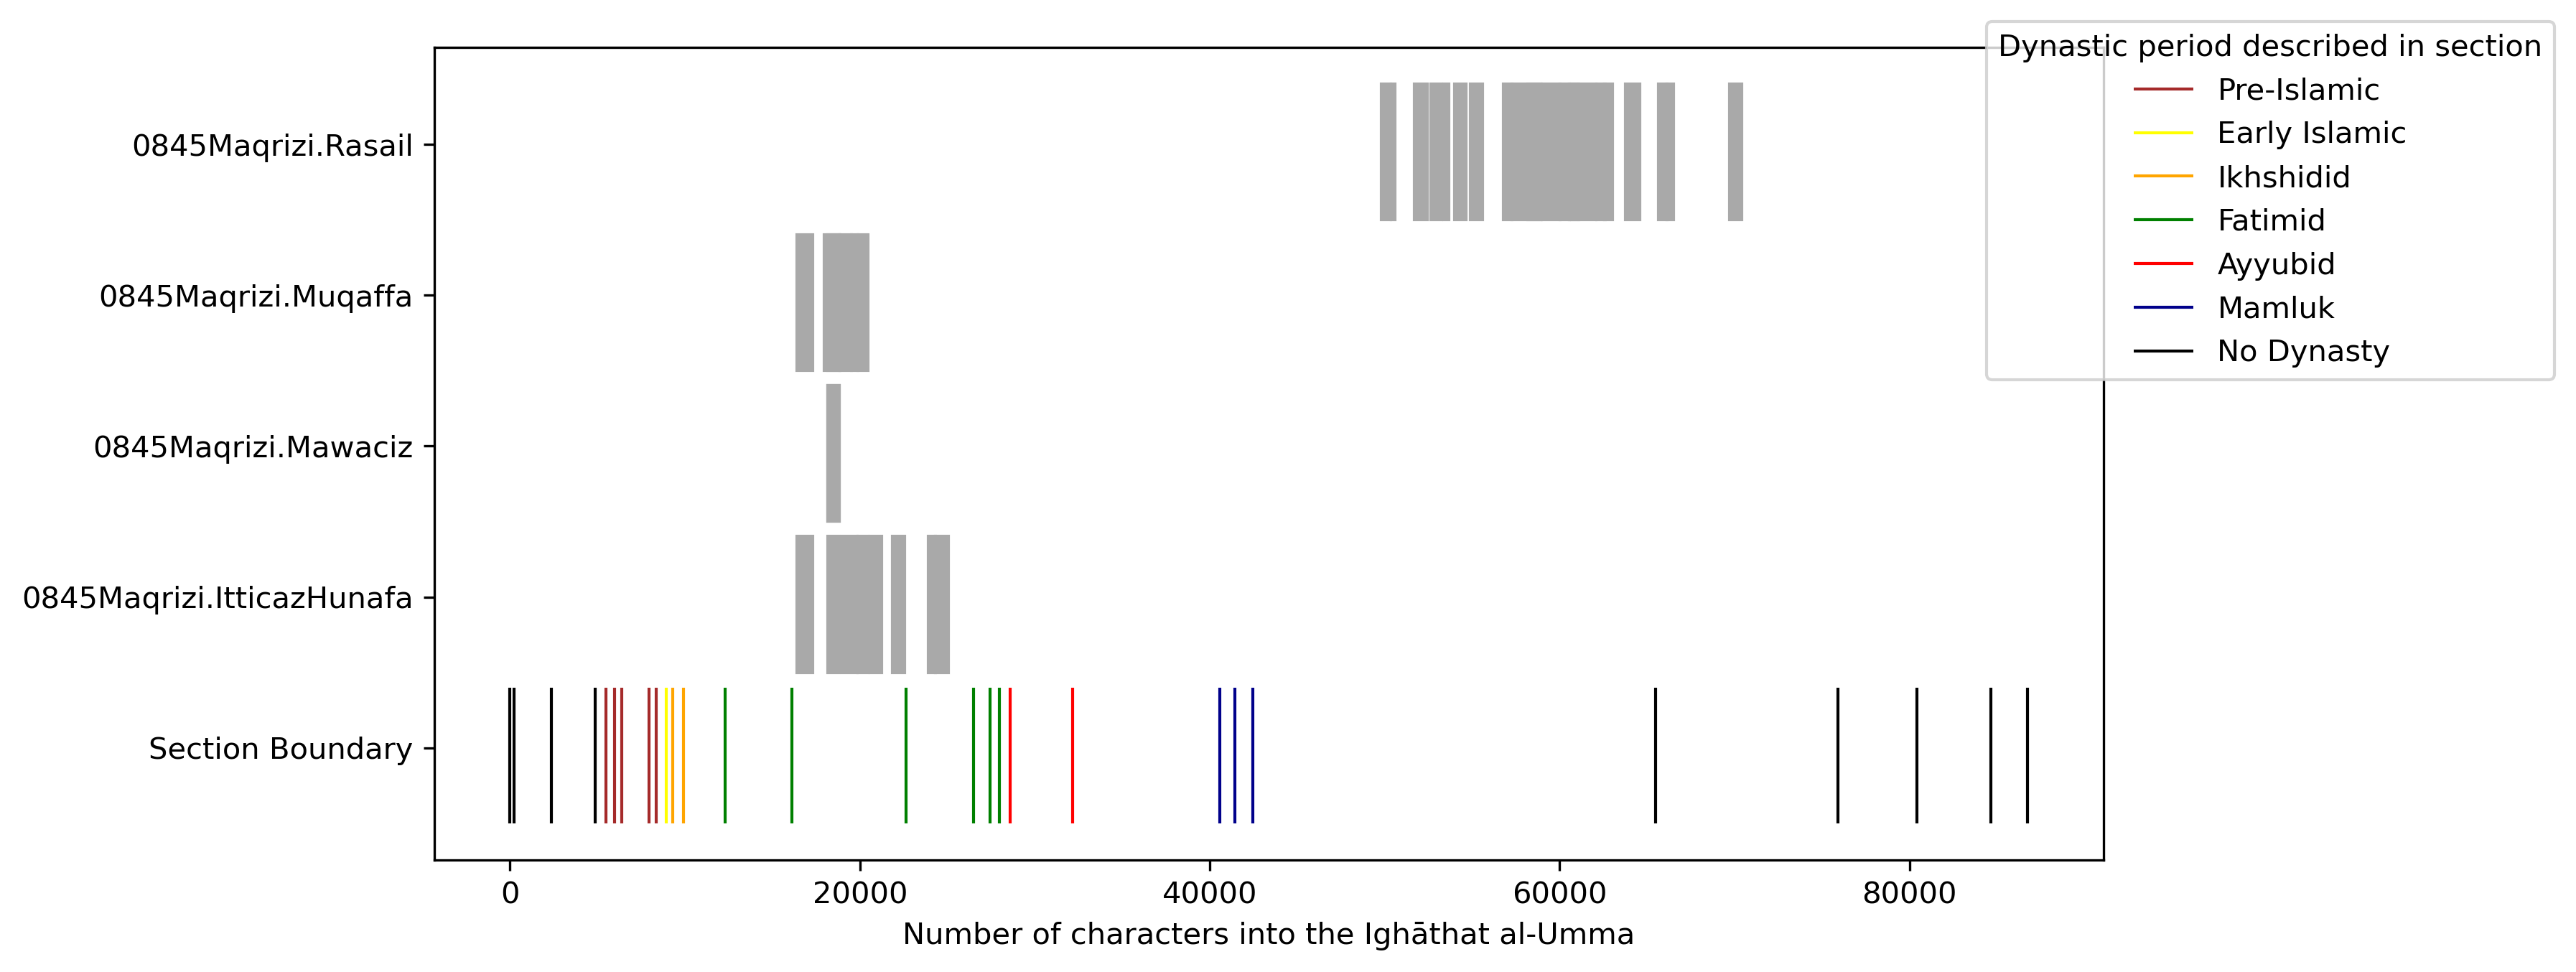 Dynastic period described in section
Pre-Islamic
Early Islamic
Ikhshidid
Fatimid
Ayyubid
Mamluk
No Dynasty
0845Maqrizi.Rasail
0845Maqrizi.Muqaffa
0845Maqrizi.Mawaciz
0845Maqrizi.ItticazHunafa
Section Boundary
0 20000 40000 60000 80000
Number of characters into the Ighāthat al-Umma